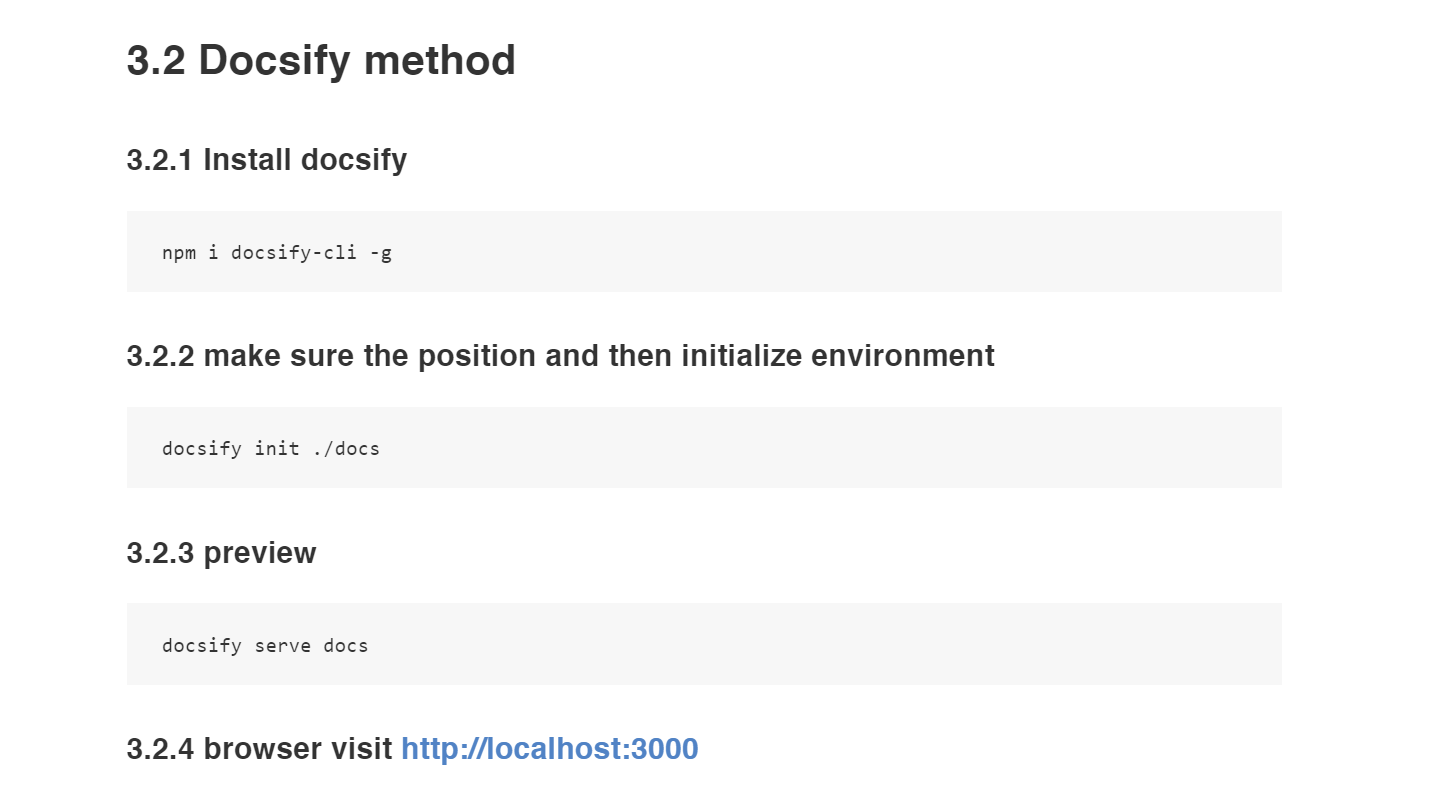 3.2 Docsify method
3.2.1 Install docsify
npm i docsify-cli -g
3.2.2 make sure the position and then initialize environment
docsify init ./docs
3.2.3 preview
docsify serve docs
3.2.4 browser visit http://localhost:3000